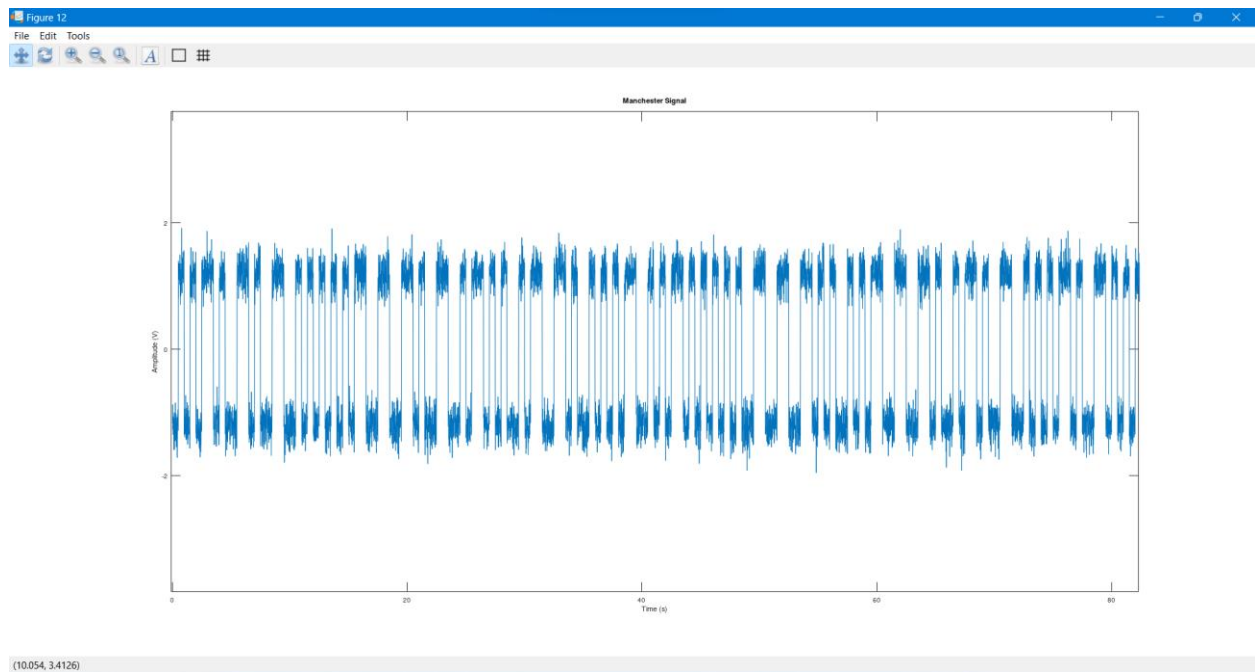 Figure 12
File Edit Tools
A
Manchester Signal
2
0
-2
Amplitude (V)
0 20 40 60 80
Time (s)
(10.054, 3.4126)